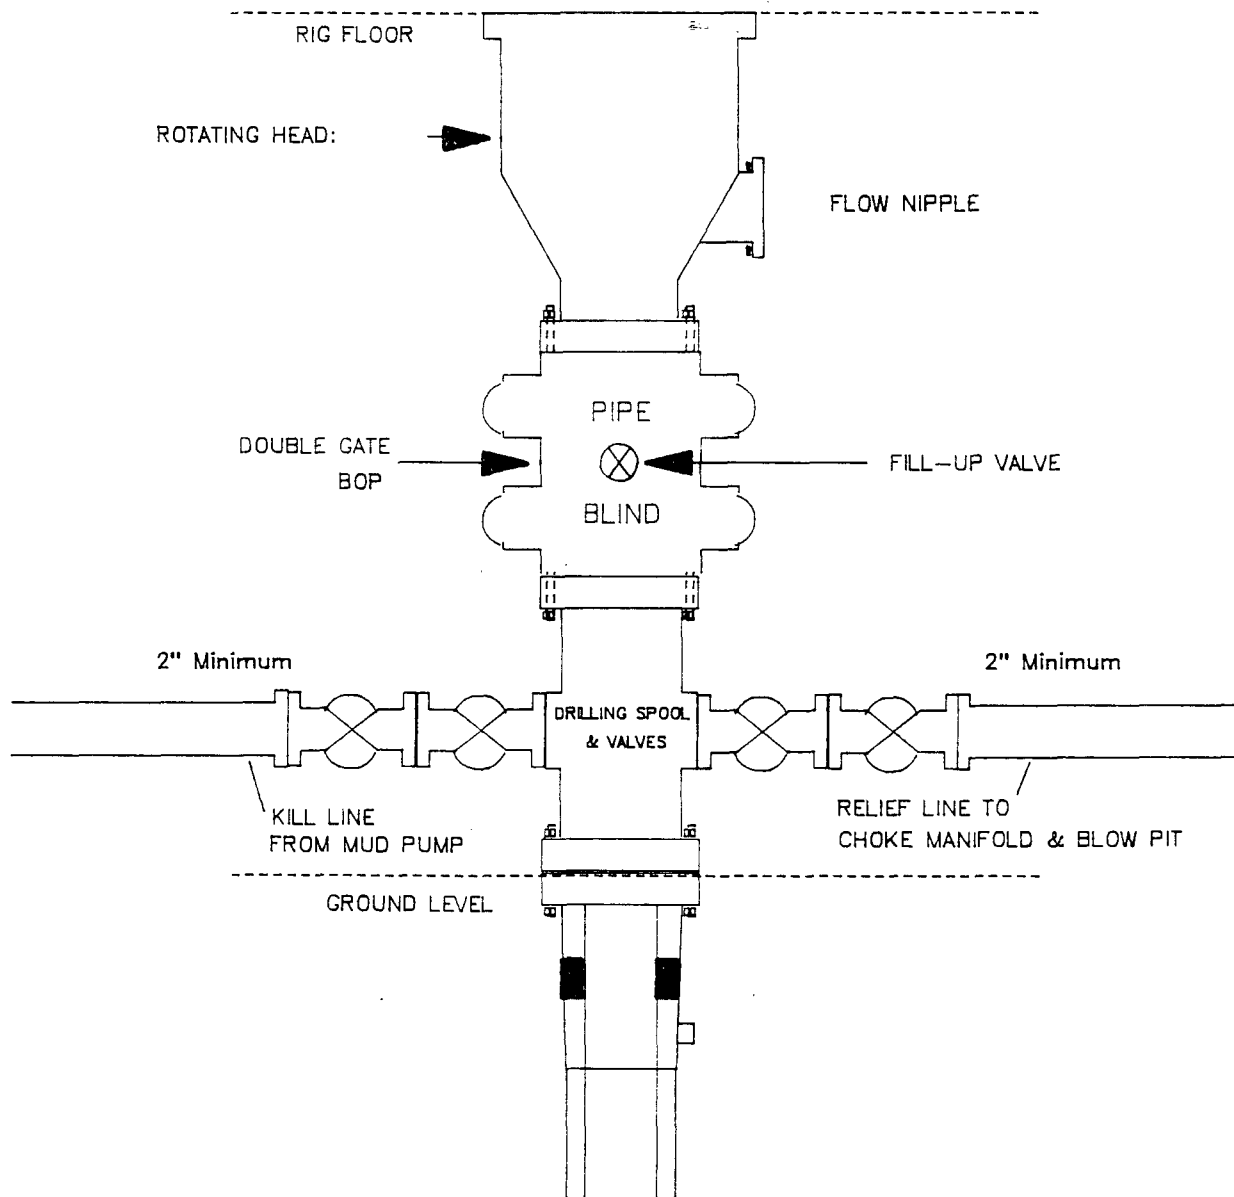 RIG FLOOR
ROTATING HEAD:
FLOW NIPPLE
PIPE
DOUBLE GATE
BOP
FILL-UP VALVE
BLIND
2" Minimum
2" Minimum
DRILLING SPOOL
& VALVES
KILL LINE
FROM MUD PUMP
RELIEF LINE TO
CHOKE MANIFOLD & BLOW PIT
GROUND LEVEL